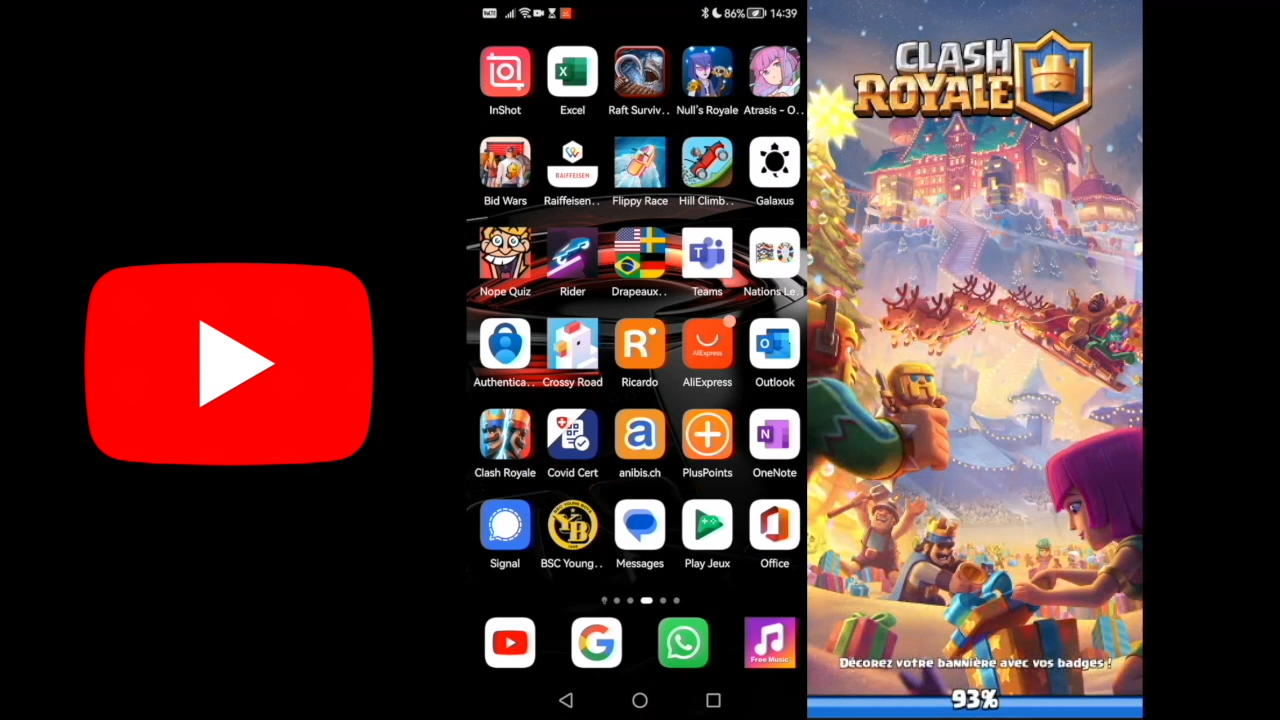 VoLTE
86%
14:39
InShot
Excel
Raft Surviv..
Null's Royale
Atrasis - O..
Bid Wars
RAIFFEISEN
Raiffeisen..
Flippy Race
Hill Climb..
Galaxus
Nope Quiz
Rider
Drapeaux..
Teams
Nations Le..
AliExpress
Authentica..
Crossy Road
Ricardo
AliExpress
Outlook
Clash Royale
Covid Cert
anibis.ch
PlusPoints
OneNote
YB
Signal
BSC Young..
Messages
Play Jeux
Office
Free Music
CLASH
ROYALE
Décorez votre bannière avec vos badges !
93%